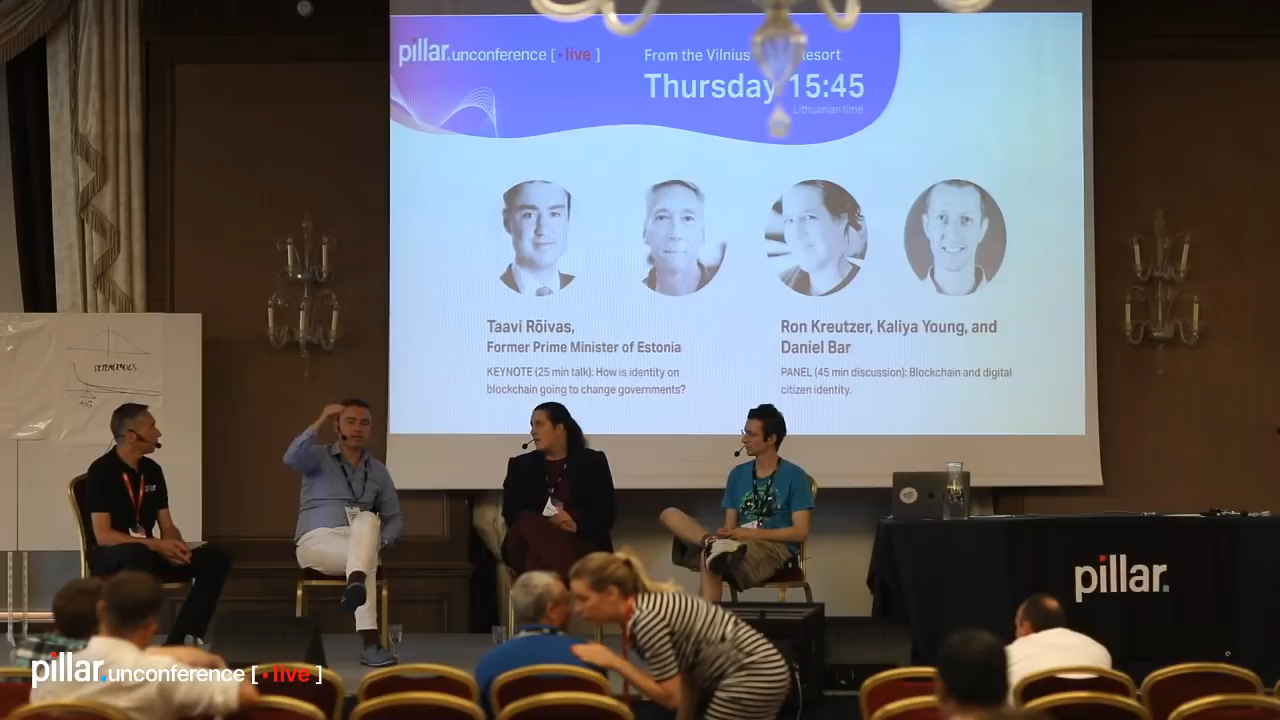 pillar.unconference [•live]
From the Vilnius esort
Thursday 15:45
Lithuanian time
Taavi Rõivas,
Former Prime Minister of Estonia
KEYNOTE (25 min talk): How is identity on
blockchain going to change governments?
Ron Kreutzer, Kaliya Young, and
Daniel Bar
PANEL (45 min discussion): Blockchain and digital
citizen identity.
DEPENDENCIES
pillar.
pillar.unconference [•live]